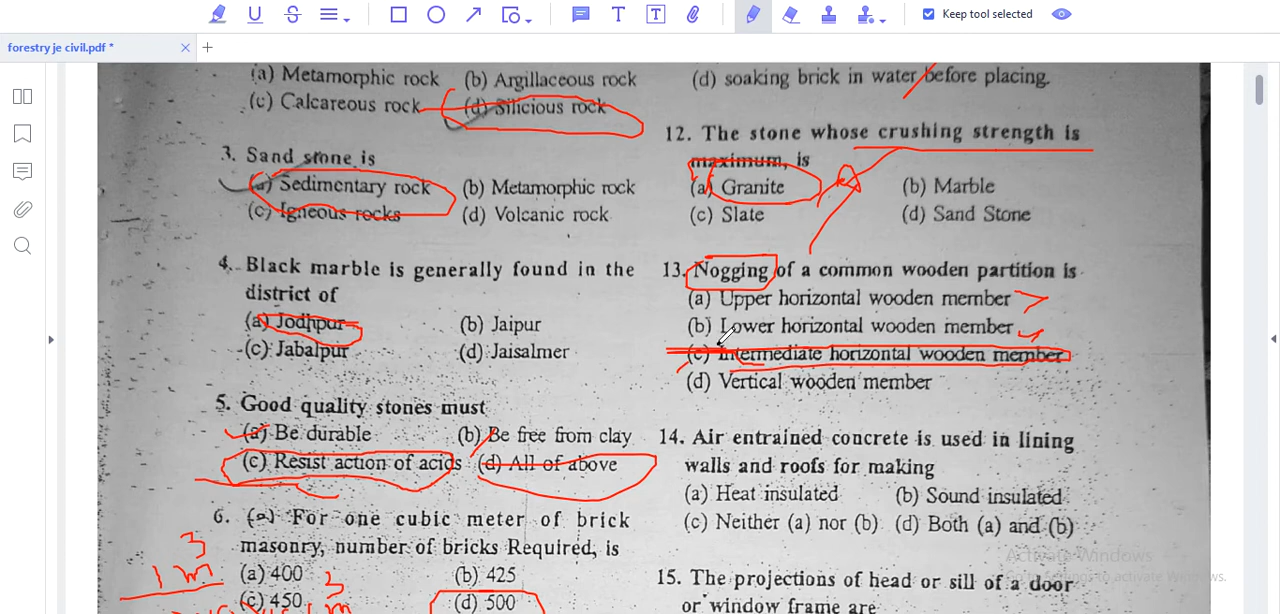 Keep tool selected
forestry je civil.pdf *
(a) Metamorphic rock (b) Argillaceous rock
(c) Calcareous rock (d) Silicious rock
3. Sand stone is
(a) Sedimentary rock (b) Metamorphic rock
(c) Igneous rocks (d) Volcanic rock
4. Black marble is generally found in the
district of
(a) Jodhpur (b) Jaipur
(c) Jabalpur (d) Jaisalmer
5. Good quality stones must
(a) Be durable (b) Be free from clay
(c) Resist action of acids (d) All of above
6. (a) For one cubic meter of brick
masonry, number of bricks Required, is
(a) 400 (b) 425
(c) 450 (d) 500
3
1 m
3
m
(d) soaking brick in water before placing.
12. The stone whose crushing strength is
maximum, is
(a) Granite (b) Marble
(c) Slate (d) Sand Stone
13. Nogging of a common wooden partition is
(a) Upper horizontal wooden member
(b) Lower horizontal wooden member
(c) Intermediate horizontal wooden member
(d) Vertical wooden member
14. Air entrained concrete is used in lining
walls and roofs for making
(a) Heat insulated (b) Sound insulated
(c) Neither (a) nor (b) (d) Both (a) and (b)
15. The projections of head or sill of a door
or window frame are
Activate Windows
to activate Windows.